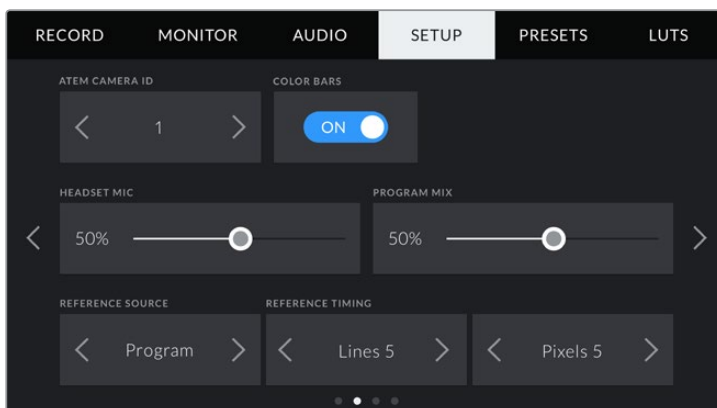 RECORD MONITOR AUDIO SETUP PRESETS LUTS
ATEM CAMERA ID COLOR BARS
1 ON
HEADSET MIC PROGRAM MIX
50% 50%
REFERENCE SOURCE REFERENCE TIMING
Program Lines 5 Pixels 5